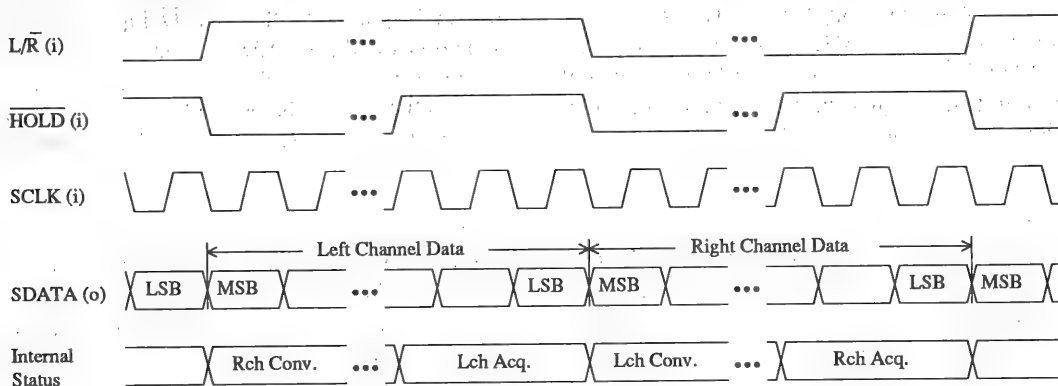 L/R̅ (i)
H̅O̅L̅D̅ (i)
SCLK (i)
Left Channel Data
Right Channel Data
SDATA (o)
LSB
MSB
LSB
MSB
LSB
MSB
Internal
Status
Rch Conv.
Lch Acq.
Lch Conv.
Rch Acq.